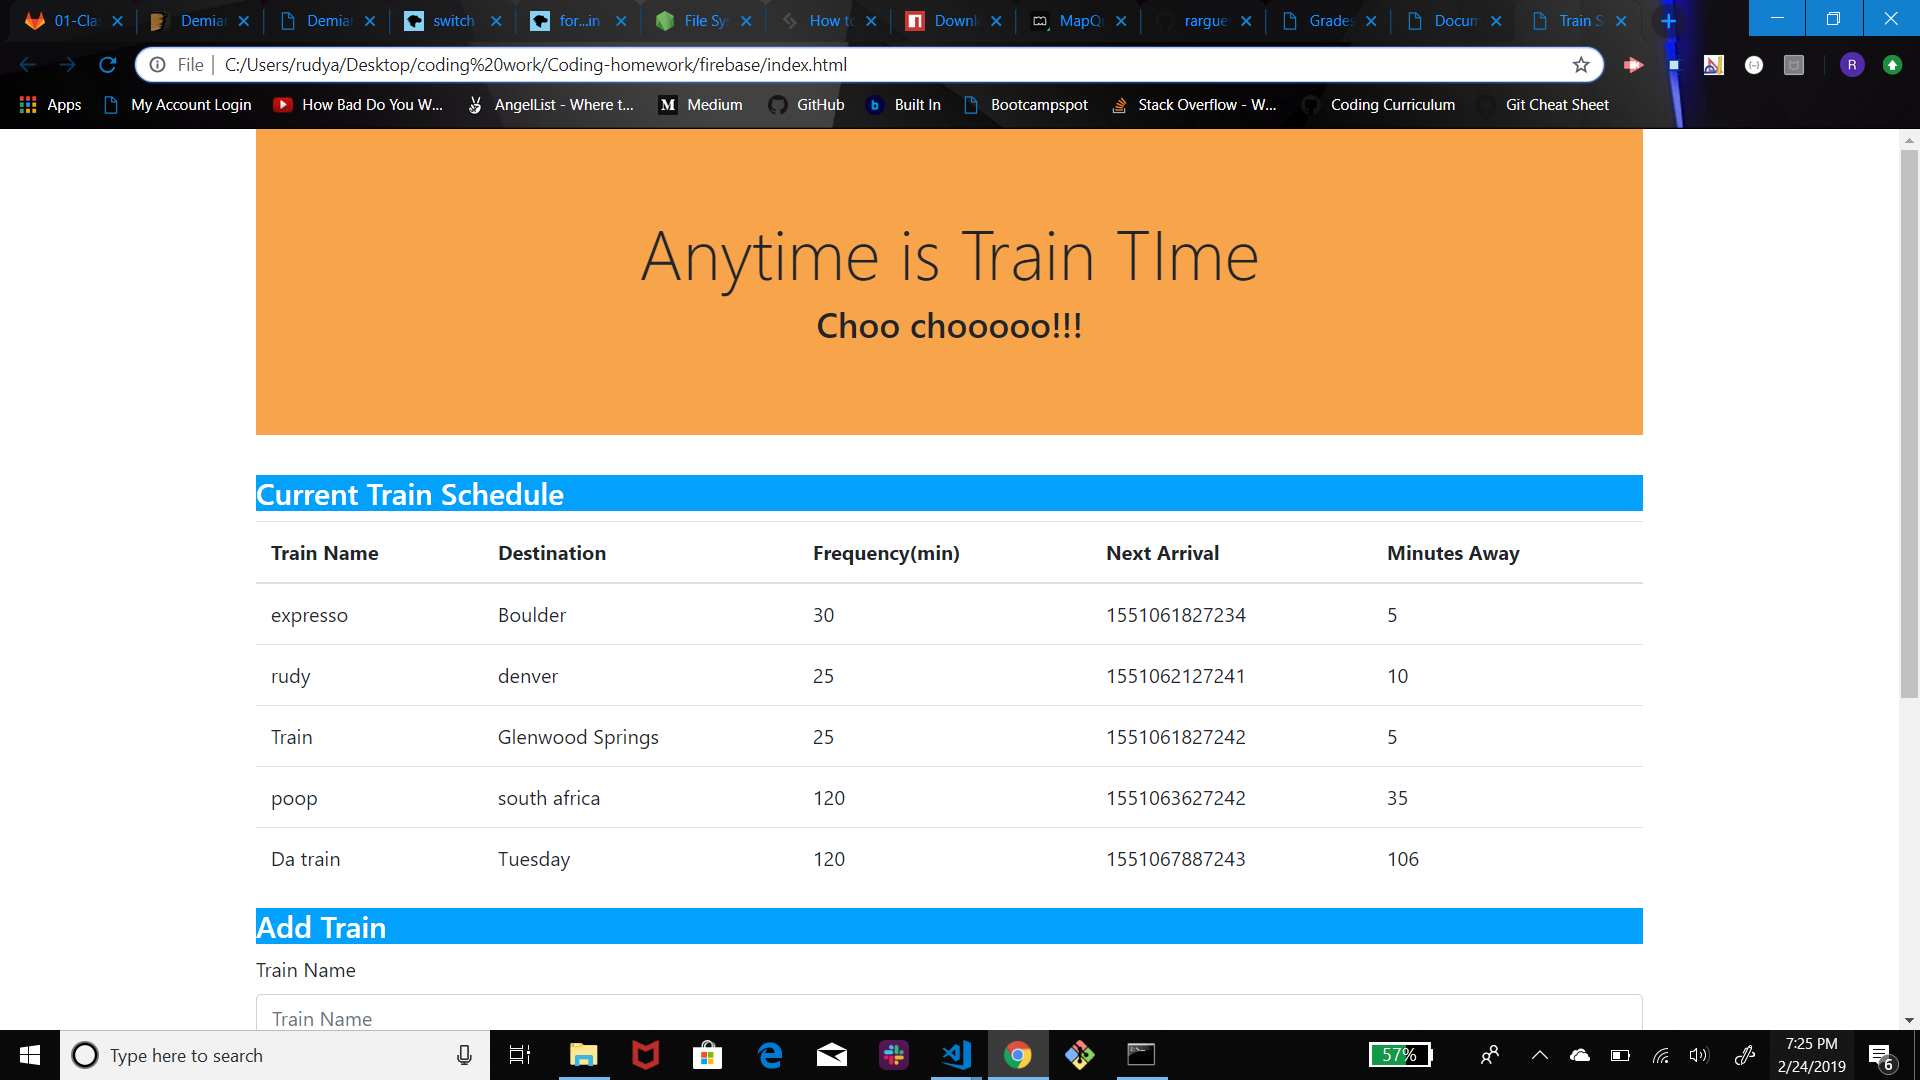 01-Cla Demian Demian switch for...in File Sy How to Downl MapQu rargue Grades Docum Train S
File C:/Users/rudya/Desktop/coding%20work/Coding-homework/firebase/index.html R
Apps My Account Login How Bad Do You W... AngelList - Where t... Medium GitHub Built In Bootcampspot Stack Overflow - W... Coding Curriculum Git Cheat Sheet
Anytime is Train TIme
Choo chooooo!!!
Current Train Schedule
Train Name Destination Frequency(min) Next Arrival Minutes Away
expresso Boulder 30 1551061827234 5
rudy denver 25 1551062127241 10
Train Glenwood Springs 25 1551061827242 5
poop south africa 120 1551063627242 35
Da train Tuesday 120 1551067887243 106
Add Train
Train Name
Train Name
Type here to search 57% 7:25 PM
2/24/2019 6